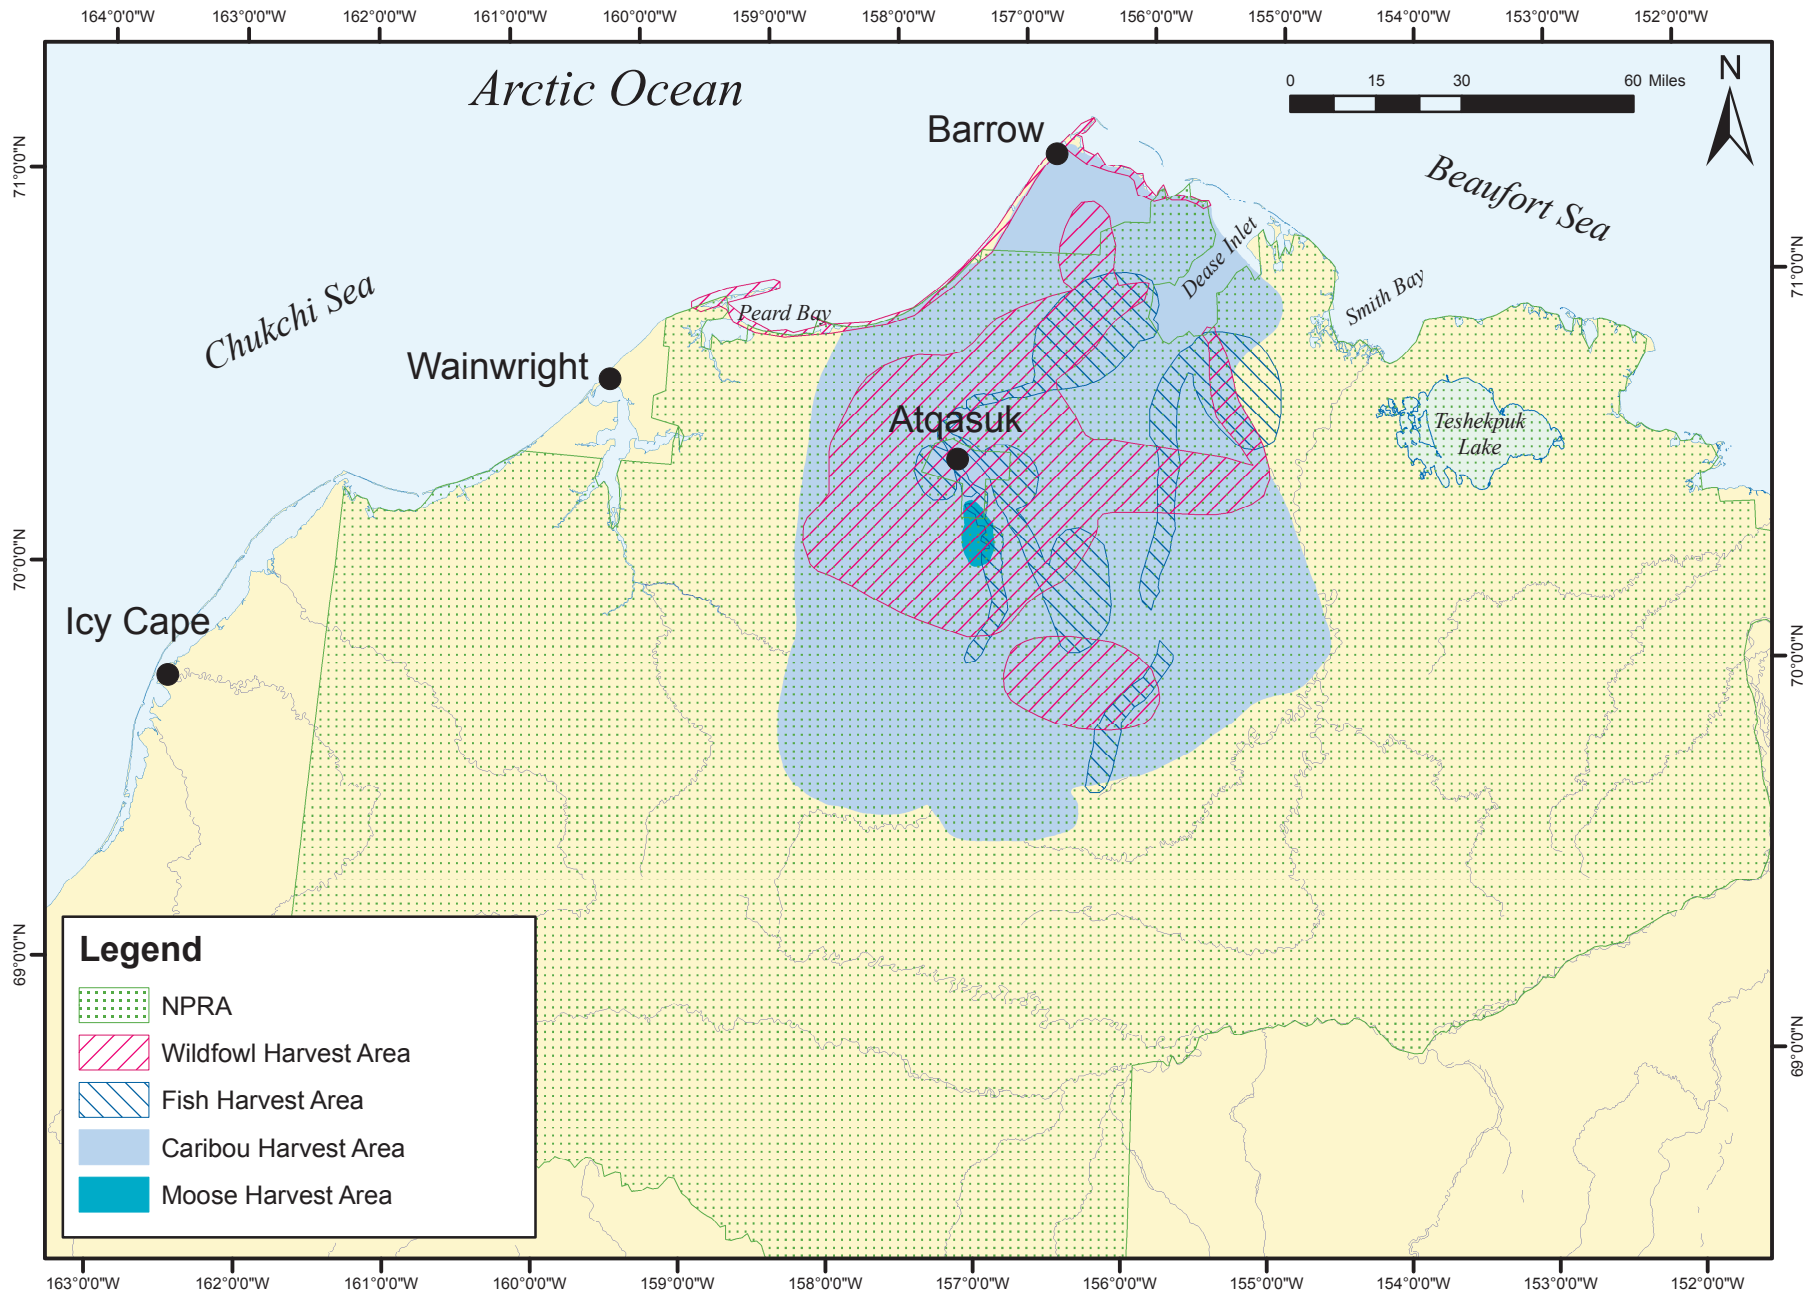 164°0'0"W 163°0'0"W 162°0'0"W 161°0'0"W 160°0'0"W 159°0'0"W 158°0'0"W 157°0'0"W 156°0'0"W 155°0'0"W 154°0'0"W 153°0'0"W 152°0'0"W
Arctic Ocean
0 15 30 60 Miles
N
Barrow
Beaufort Sea
71°0'0"N
71°0'0"N
Dease Inlet
Chukchi Sea
Peard Bay
Smith Bay
Wainwright
Atqasuk
Teshekpuk
Lake
70°0'0"N
70°0'0"N
Icy Cape
69°0'0"N
69°0'0"N
Legend
NPRA
Wildfowl Harvest Area
Fish Harvest Area
Caribou Harvest Area
Moose Harvest Area
163°0'0"W 162°0'0"W 161°0'0"W 160°0'0"W 159°0'0"W 158°0'0"W 157°0'0"W 156°0'0"W 155°0'0"W 154°0'0"W 153°0'0"W 152°0'0"W